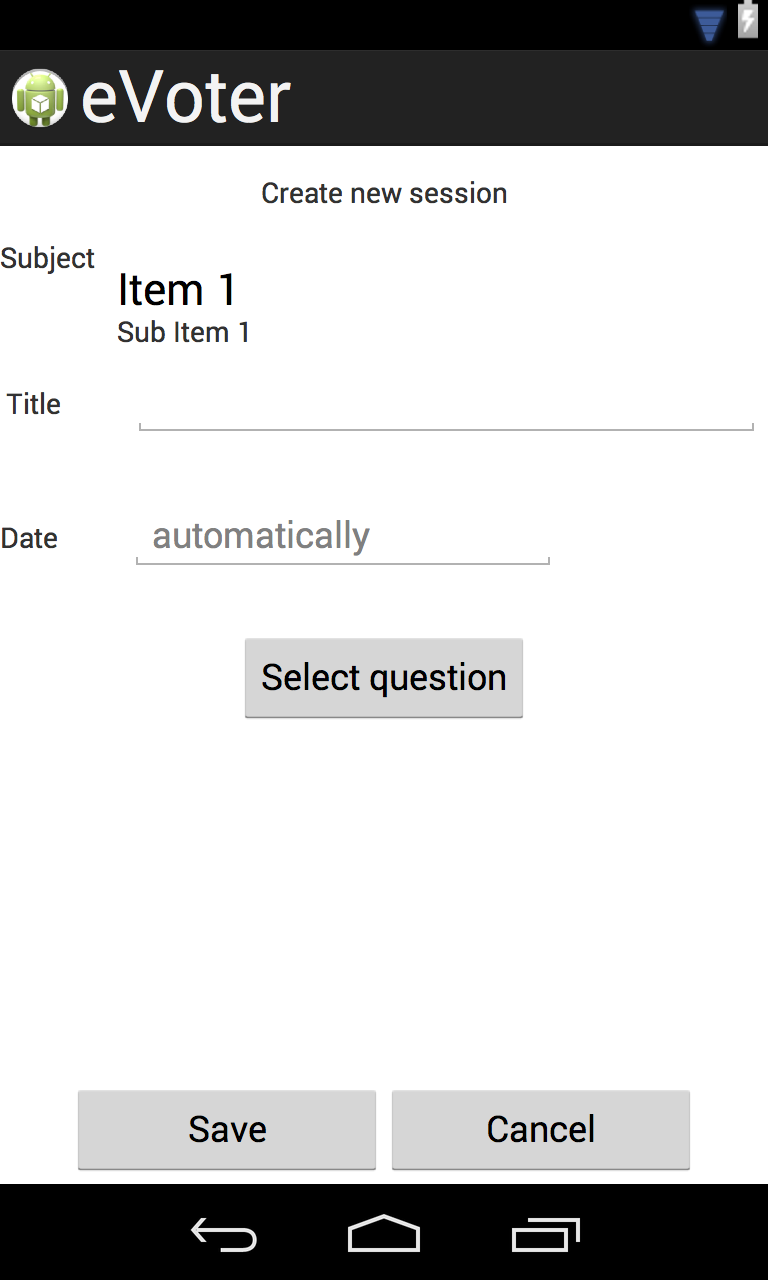 eVoter
Create new session
Subject
Item 1
Sub Item 1
Title
Date
automatically
Select question
Save
Cancel